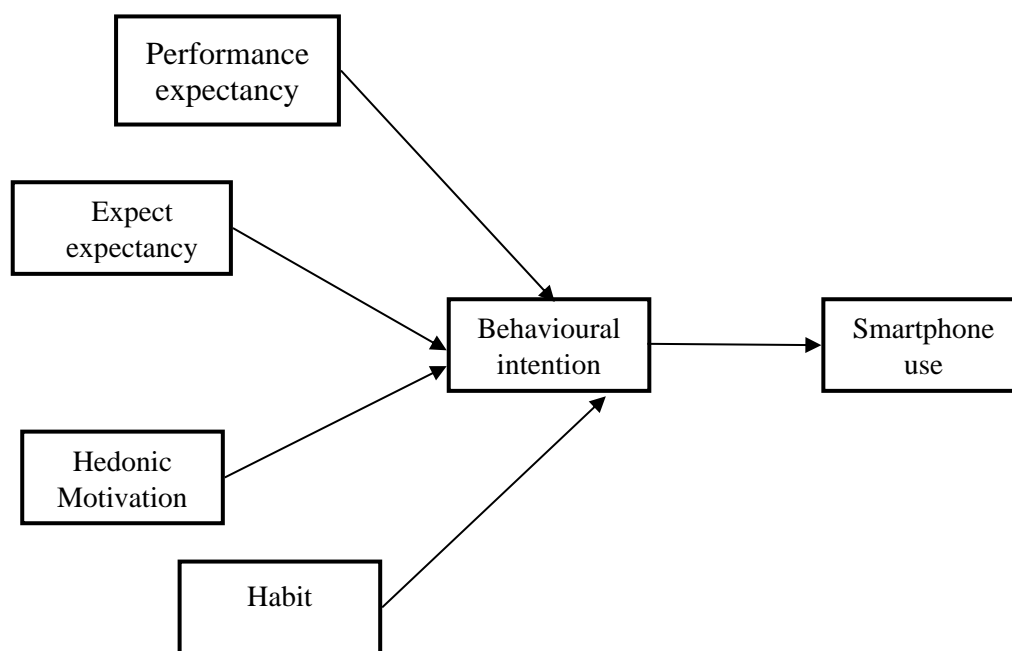 Performance
expectancy
Expect
expectancy
Behavioural
intention
Smartphone
use
Hedonic
Motivation
Habit